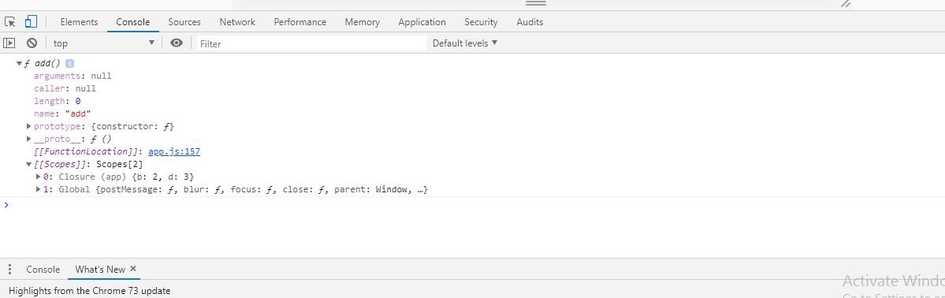 Elements Console Sources Network Performance Memory Application Security Audits
top Filter Default levels
ƒ add() i
arguments: null
caller: null
length: 0
name: "add"
prototype: {constructor: ƒ}
__proto__: ƒ ()
[[FunctionLocation]]: app.js:157
[[Scopes]]: Scopes[2]
0: Closure (app) {b: 2, d: 3}
1: Global {postMessage: ƒ, blur: ƒ, focus: ƒ, close: ƒ, parent: Window, …}
Console What's New
Activate Windo
Highlights from the Chrome 73 update